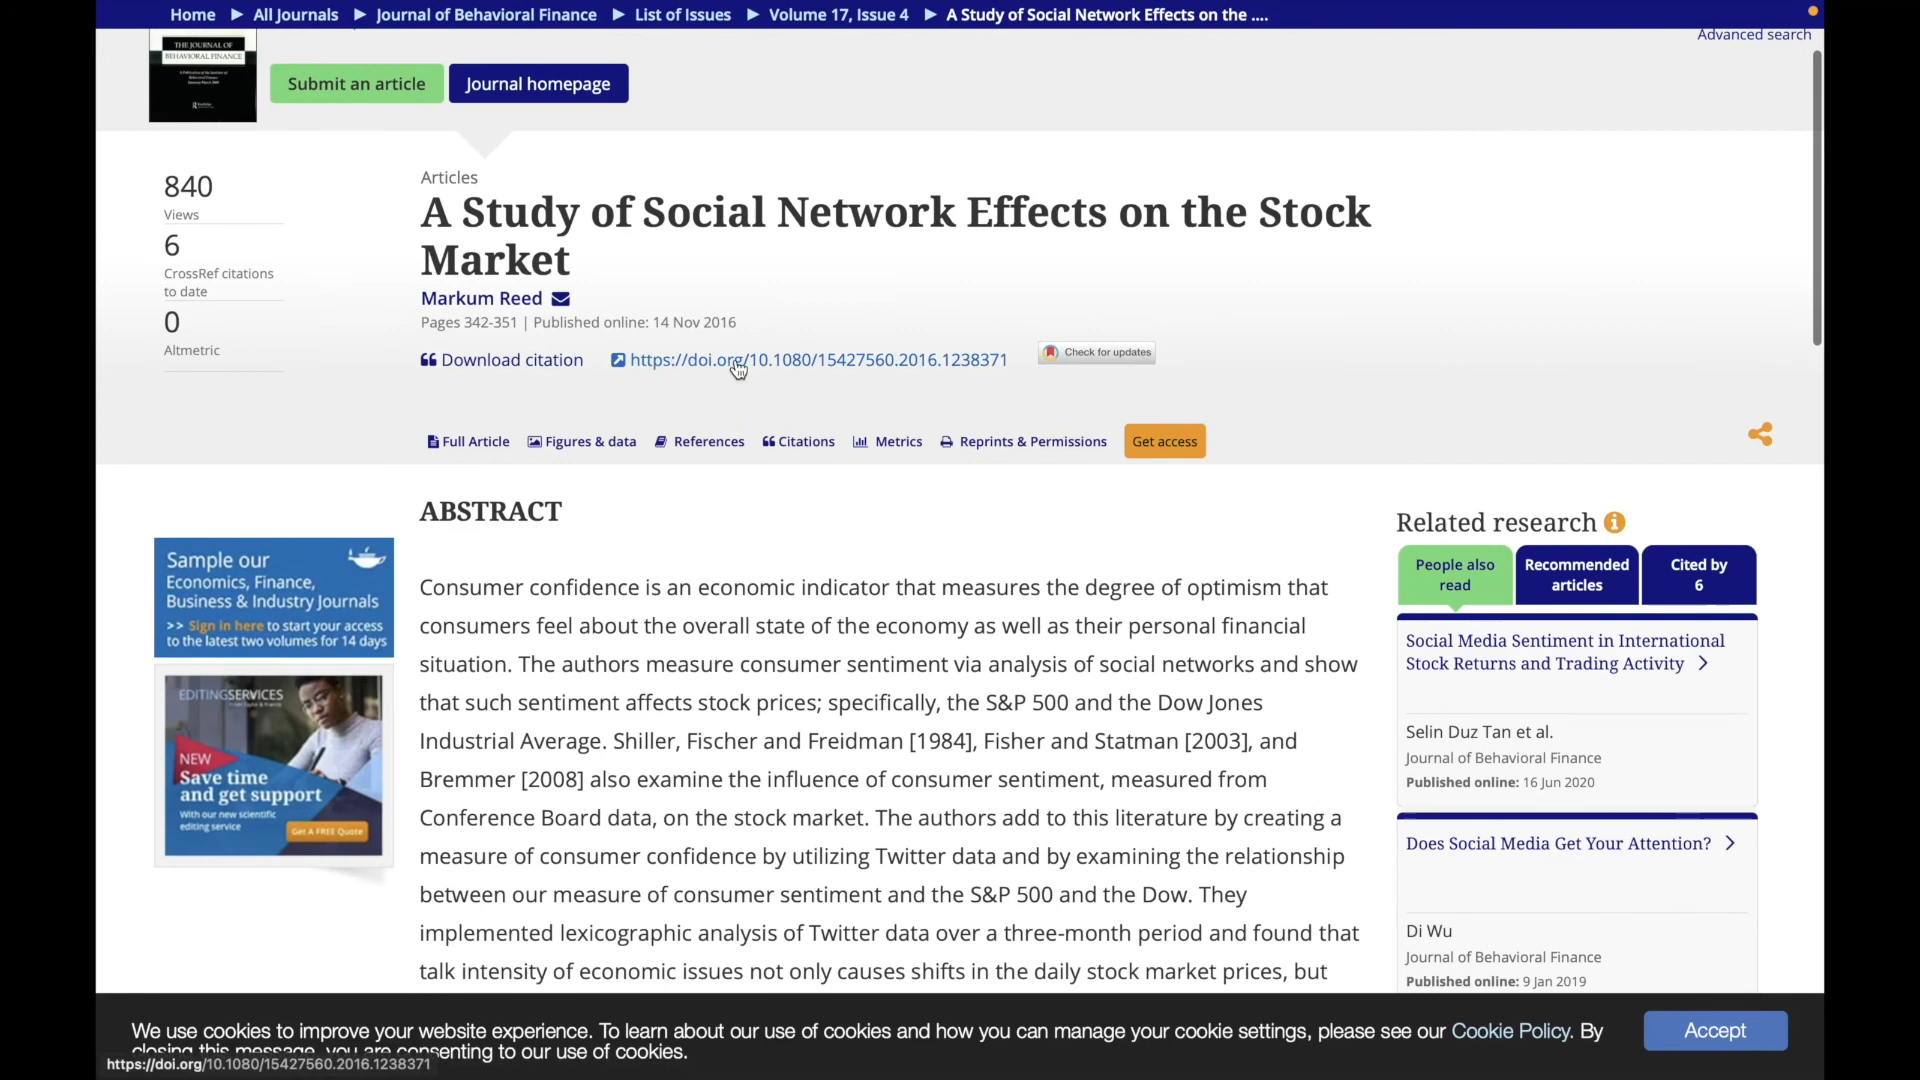 Home ▶ All Journals ▶ Journal of Behavioral Finance ▶ List of Issues ▶ Volume 17, Issue 4 ▶ A Study of Social Network Effects on the ....
Advanced search
THE JOURNAL OF
BEHAVIORAL FINANCE
Submit an article
Journal homepage
840
Views
6
CrossRef citations
to date
0
Altmetric
Articles
A Study of Social Network Effects on the Stock
Market
Markum Reed
Pages 342-351 | Published online: 14 Nov 2016
Download citation
https://doi.org/10.1080/15427560.2016.1238371
Check for updates
Full Article
Figures & data
References
Citations
Metrics
Reprints & Permissions
Get access
Sample our
Economics, Finance,
Business & Industry Journals
>> Sign in here to start your access
to the latest two volumes for 14 days
EDITINGSERVICES
NEW
Save time
and get support
With our new scientific
editing service
Get A FREE Quote
ABSTRACT
Consumer confidence is an economic indicator that measures the degree of optimism that
consumers feel about the overall state of the economy as well as their personal financial
situation. The authors measure consumer sentiment via analysis of social networks and show
that such sentiment affects stock prices; specifically, the S&P 500 and the Dow Jones
Industrial Average. Shiller, Fischer and Freidman [1984], Fisher and Statman [2003], and
Bremmer [2008] also examine the influence of consumer sentiment, measured from
Conference Board data, on the stock market. The authors add to this literature by creating a
measure of consumer confidence by utilizing Twitter data and by examining the relationship
between our measure of consumer sentiment and the S&P 500 and the Dow. They
implemented lexicographic analysis of Twitter data over a three-month period and found that
talk intensity of economic issues not only causes shifts in the daily stock market prices, but
Related research
People also
read
Recommended
articles
Cited by
6
Social Media Sentiment in International
Stock Returns and Trading Activity
Selin Duz Tan et al.
Journal of Behavioral Finance
Published online: 16 Jun 2020
Does Social Media Get Your Attention?
Di Wu
Journal of Behavioral Finance
Published online: 9 Jan 2019
We use cookies to improve your website experience. To learn about our use of cookies and how you can manage your cookie settings, please see our Cookie Policy. By
closing this message, you are consenting to our use of cookies.
Accept
https://doi.org/10.1080/15427560.2016.1238371